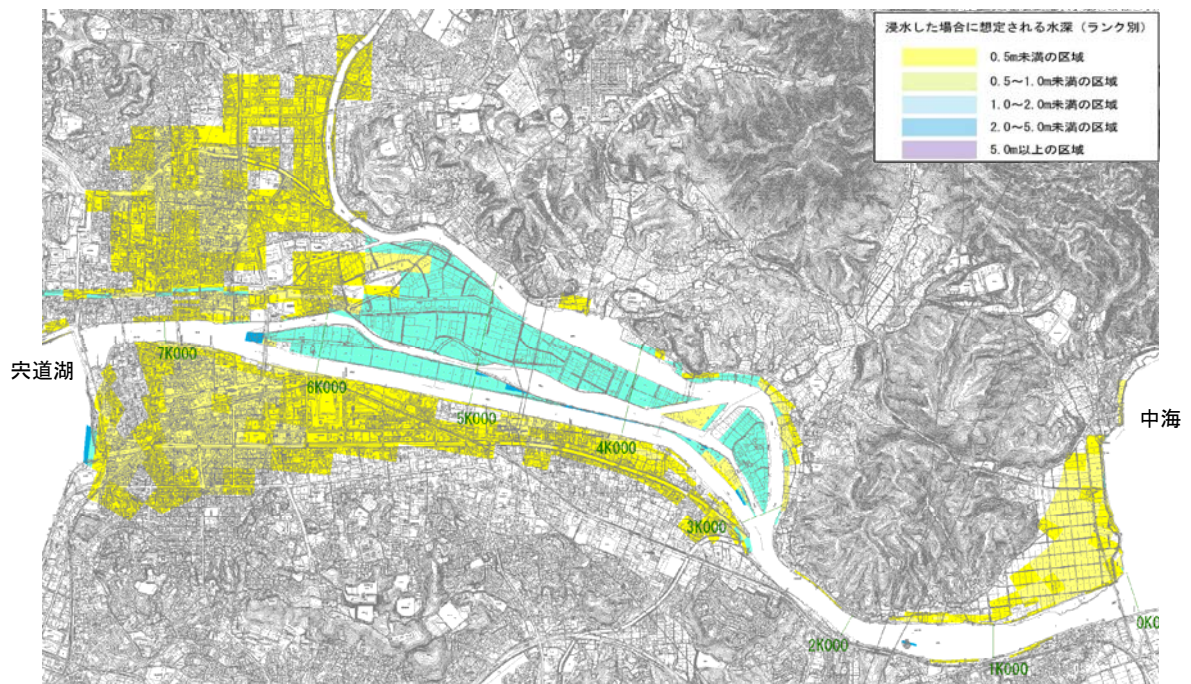 浸水した場合に想定される水深（ランク別）
0.5m未満の区域
0.5～1.0m未満の区域
1.0～2.0m未満の区域
2.0～5.0m未満の区域
5.0m以上の区域
宍道湖
中海
7K000
6K000
5K000
4K000
3K000
2K000
1K000
0K0